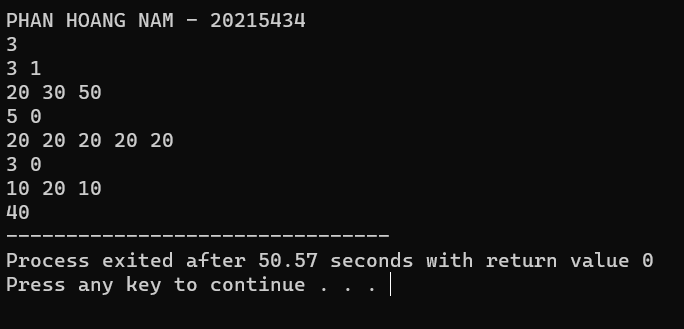 PHAN HOANG NAM - 20215434
3
3 1
20 30 50
5 0
20 20 20 20 20
3 0
10 20 10
40
--------------------------------
Process exited after 50.57 seconds with return value 0
Press any key to continue . . .